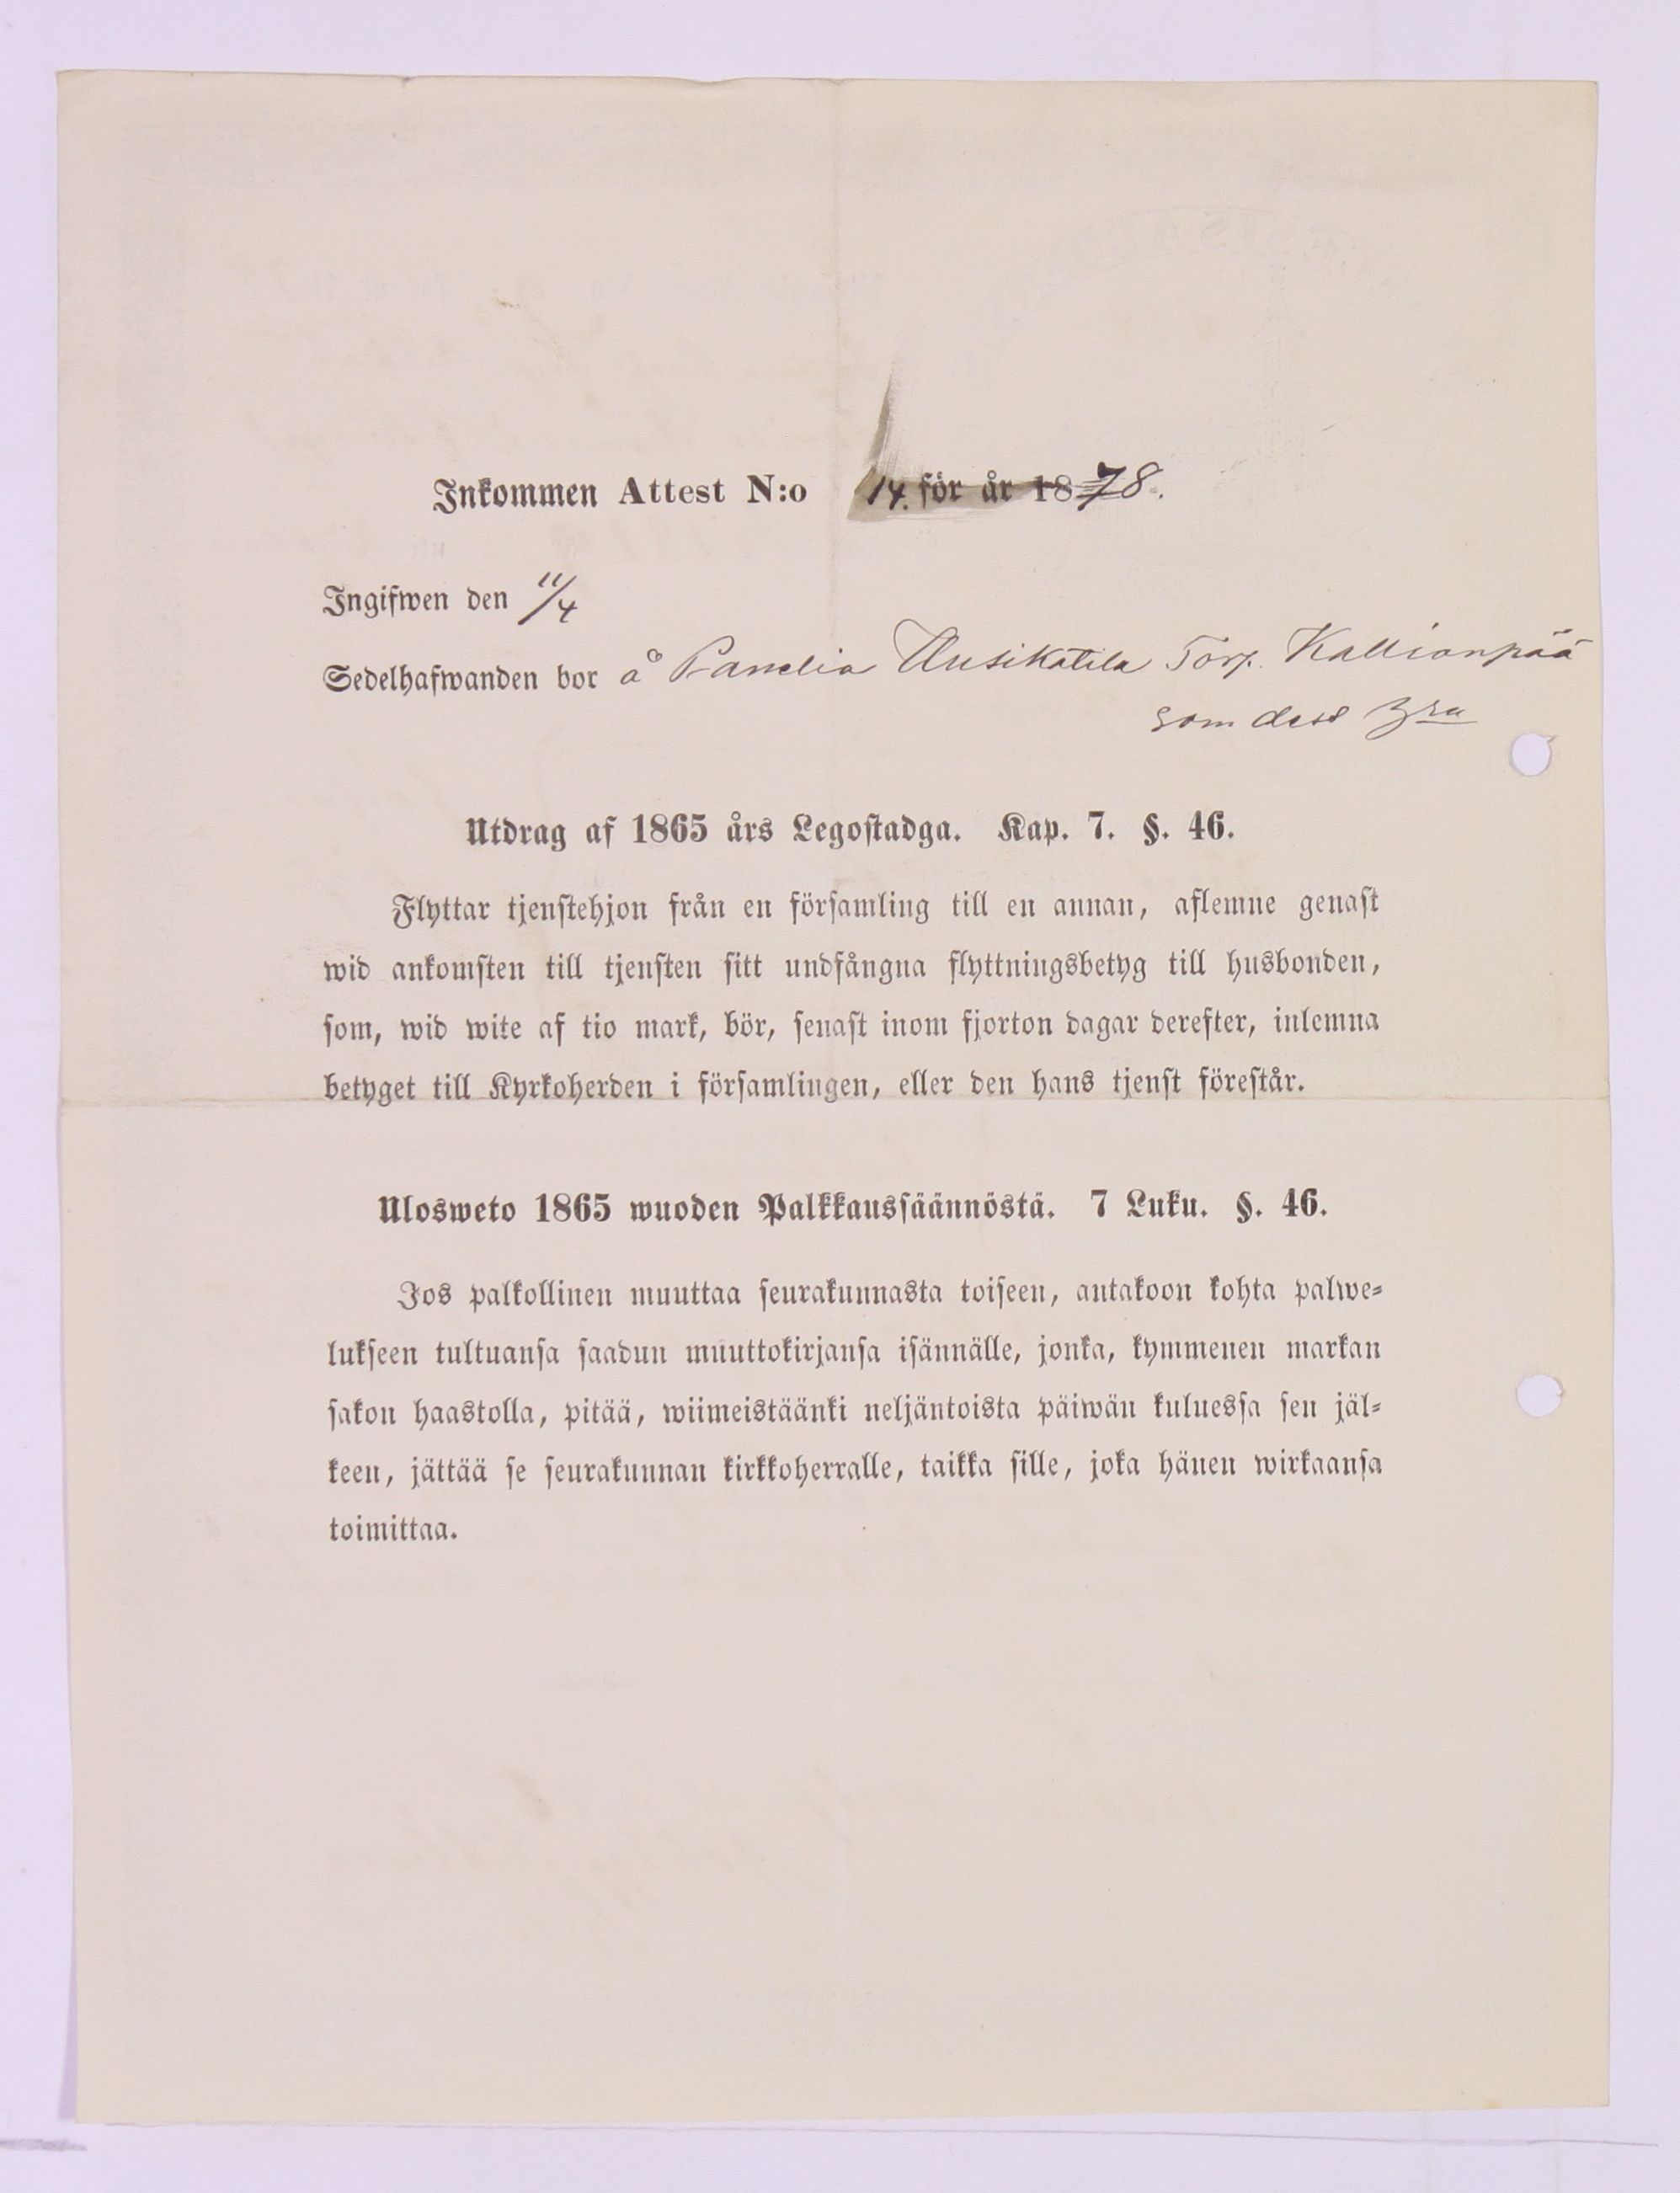 Inkommen Attest N:o 14. för år 1878.
Ingifwen den 11/4
Sedelhafwanden bor å Panelia Uusikätila Torp. Kallionpää
som dess
Utdrag af 1865 års Legostadga. Kap. 7. §. 46.
Flyttar tjenstehjon från en församling till en annan, aflemne genast
wid ankomsten till tjensten sitt undfångna flyttningsbetyg till husbonden,
som, wid wite af tio mark, bör, senast inom fjorton dagar derefter, inlemna
betyget till Kyrkoherden i församlingen, eller den hans tjenst förestår.
Ulosweto 1865 wuoden Palkkaussäännöstä. 7 Luku. §. 46.
Jos palkollinen muuttaa seurakunnasta toiseen, antakoon kohta palwe-
lukseen tultuansa saadun muuttokirjansa isännälle, jonka, kymmenen markan
sakon haastolla, pitää, wiimeistäänki neljäntoista päiwän kuluessa sen jäl-
keen, jättää se seurakunnan kirkkoherralle, taikka sille, joka hänen wirkaansa
toimittaa.